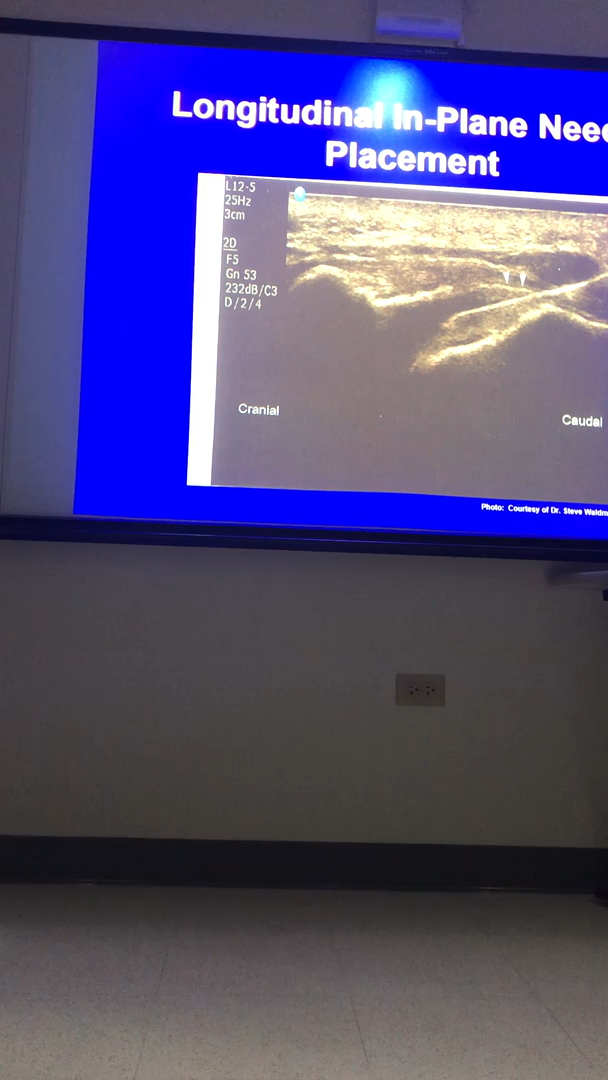 Longitudinal In-Plane Nee
Placement
L12-5
25Hz
3cm
2D
F5
Gn 53
232dB/C3
D/2/4
Cranial
Caudal
Photo: Courtesy of Dr. Steve Waldm